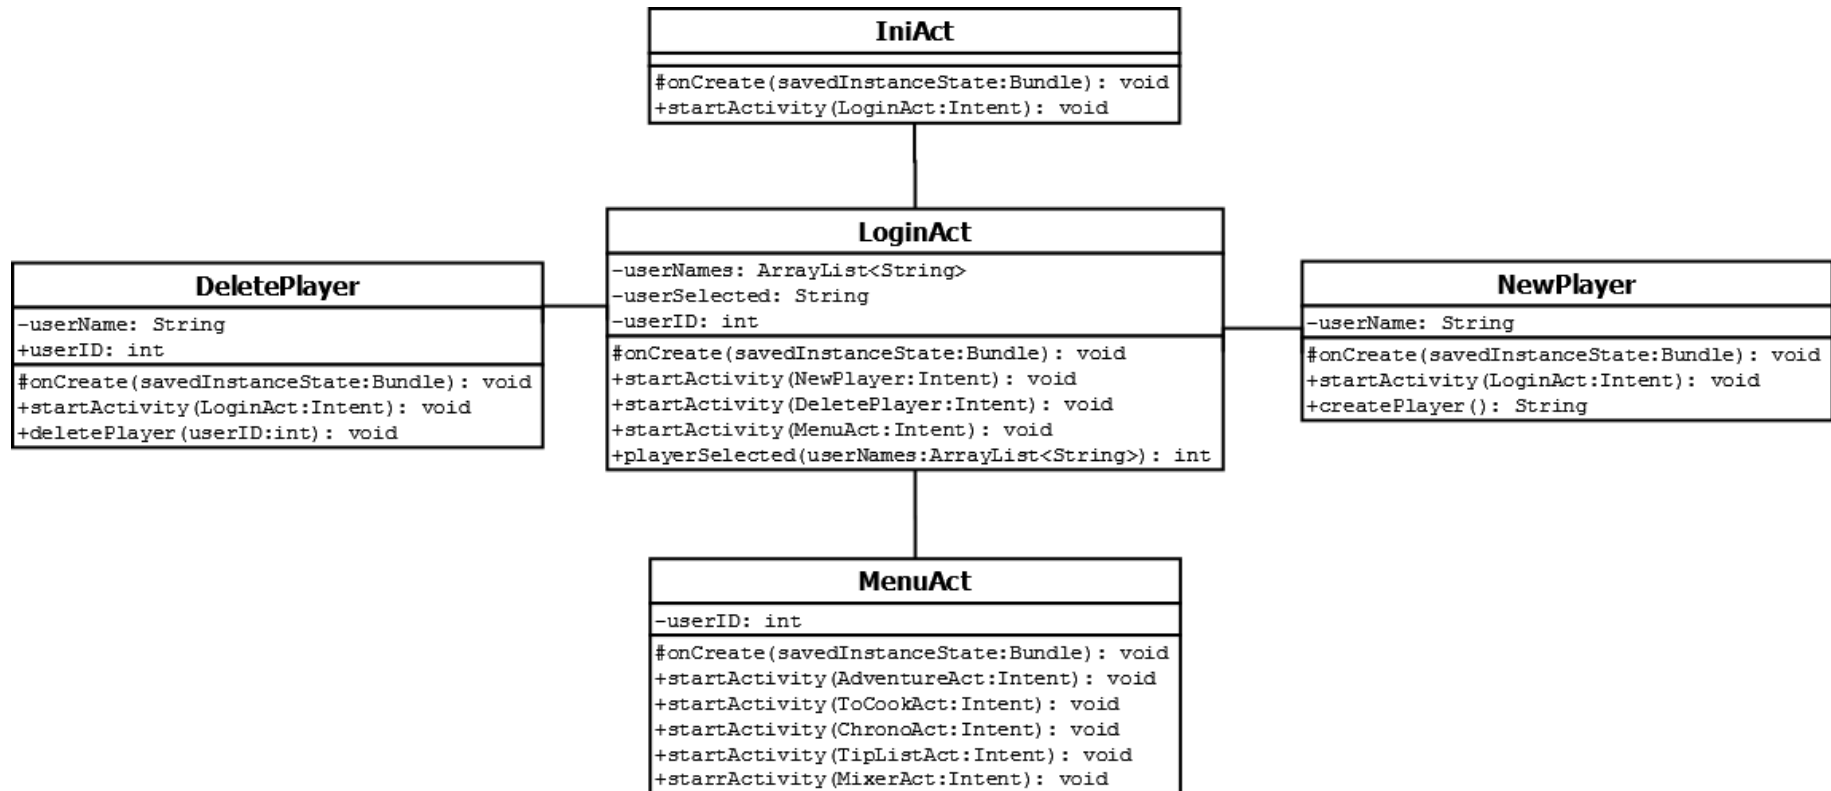 IniAct
#onCreate(savedInstanceState:Bundle): void
+startActivity(LoginAct:Intent): void
LoginAct
-userNames: ArrayList<String>
-userSelected: String
-userID: int
#onCreate(savedInstanceState:Bundle): void
+startActivity(NewPlayer:Intent): void
+startActivity(DeletePlayer:Intent): void
+startActivity(MenuAct:Intent): void
+playerSelected(userNames:ArrayList<String>): int
DeletePlayer
-userName: String
+userID: int
#onCreate(savedInstanceState:Bundle): void
+startActivity(LoginAct:Intent): void
+deletePlayer(userID:int): void
NewPlayer
-userName: String
#onCreate(savedInstanceState:Bundle): void
+startActivity(LoginAct:Intent): void
+createPlayer(): String
MenuAct
-userID: int
#onCreate(savedInstanceState:Bundle): void
+startActivity(AdventureAct:Intent): void
+startActivity(ToCookAct:Intent): void
+startActivity(ChronoAct:Intent): void
+startActivity(TipListAct:Intent): void
+starrActivity(MixerAct:Intent): void